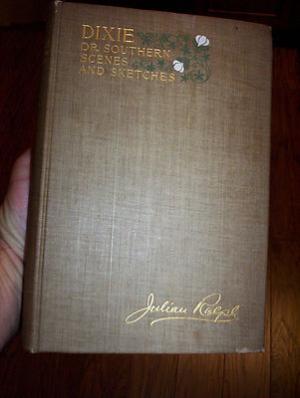 DIXIE
OR SOUTHERN
SCENES
AND SKETCHES
Julian Ralph